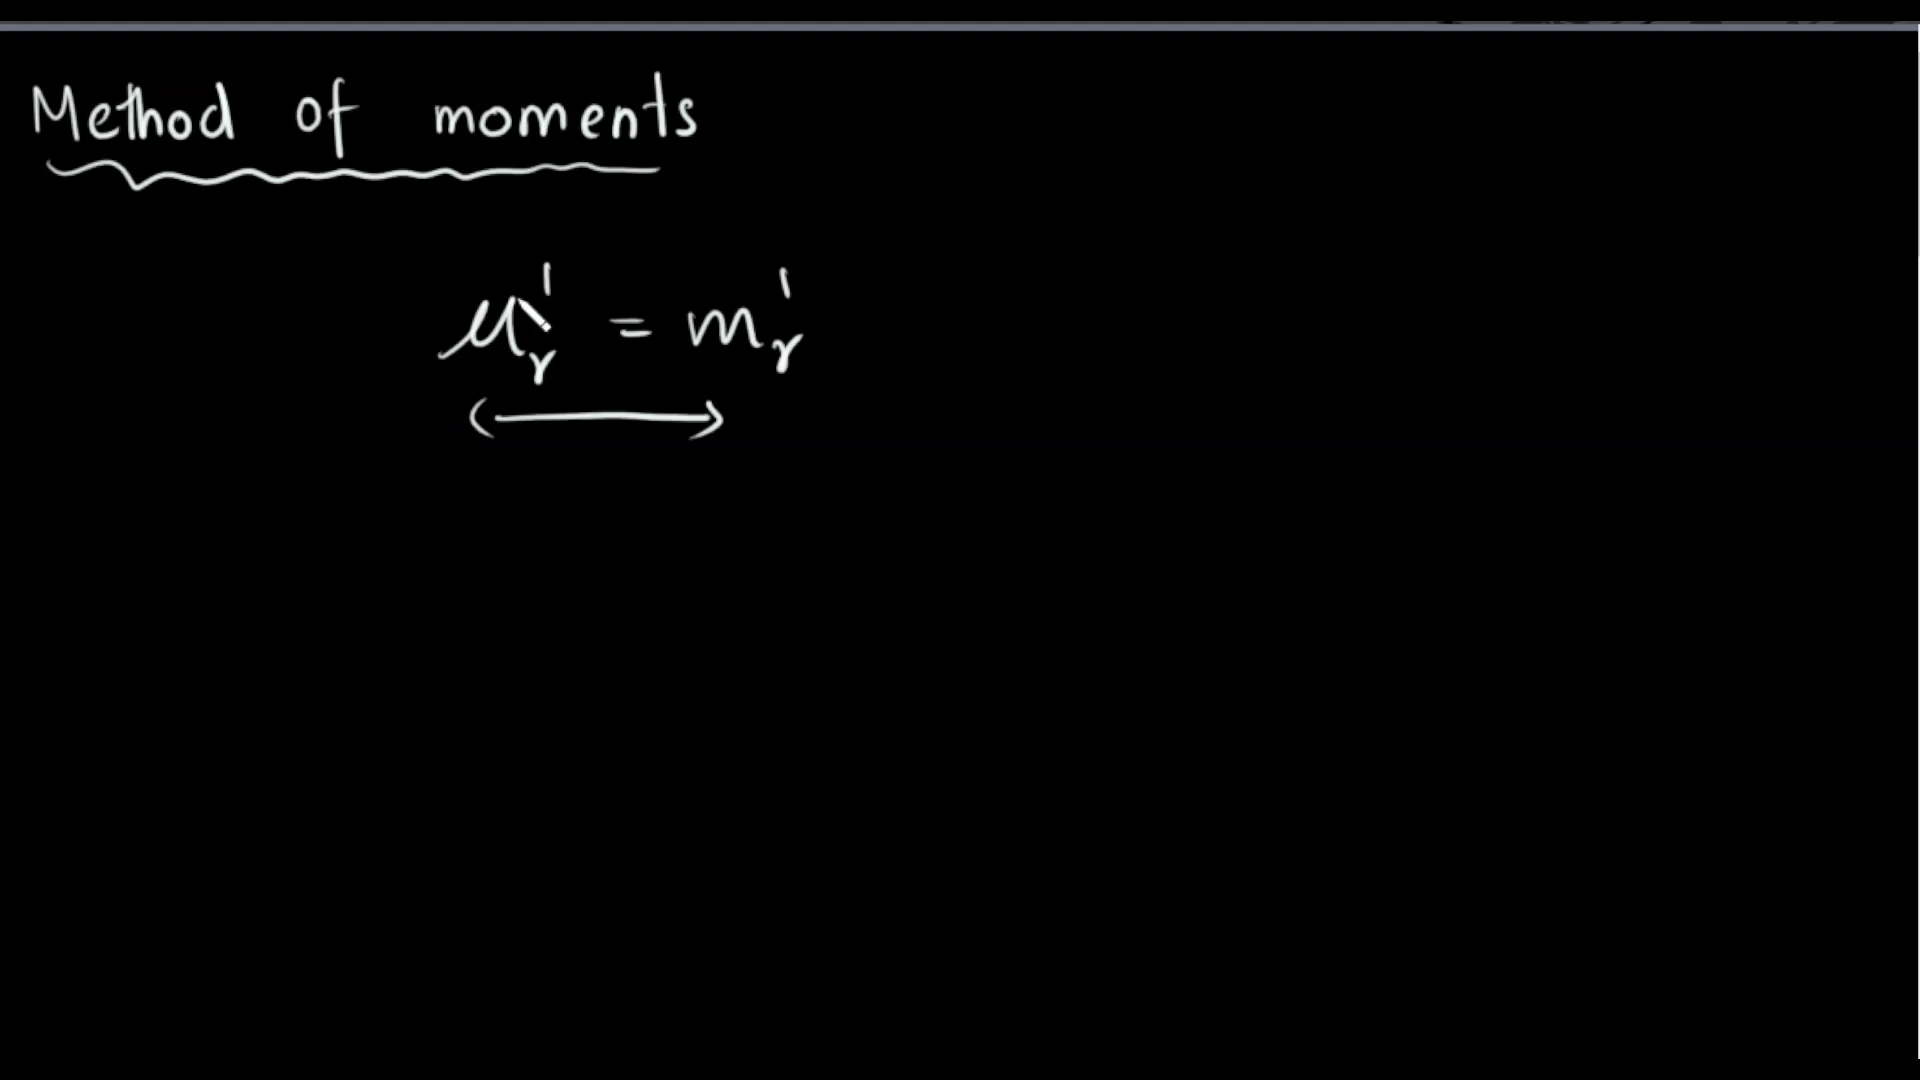 Method of moments
μ'ᵣ = m'ᵣ